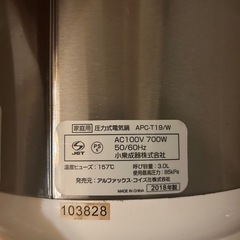 家庭用 圧力式電気鍋 APC-T19/W
JET
PS E
AC100V 700W
50/60Hz
小泉成器株式会社
温度ヒューズ：157℃
呼び容量：3.0L
使用最高圧力：85kPa
発売元：アルファックス・コイズミ株式会社
MADE IN CHINA
2018年製
103828